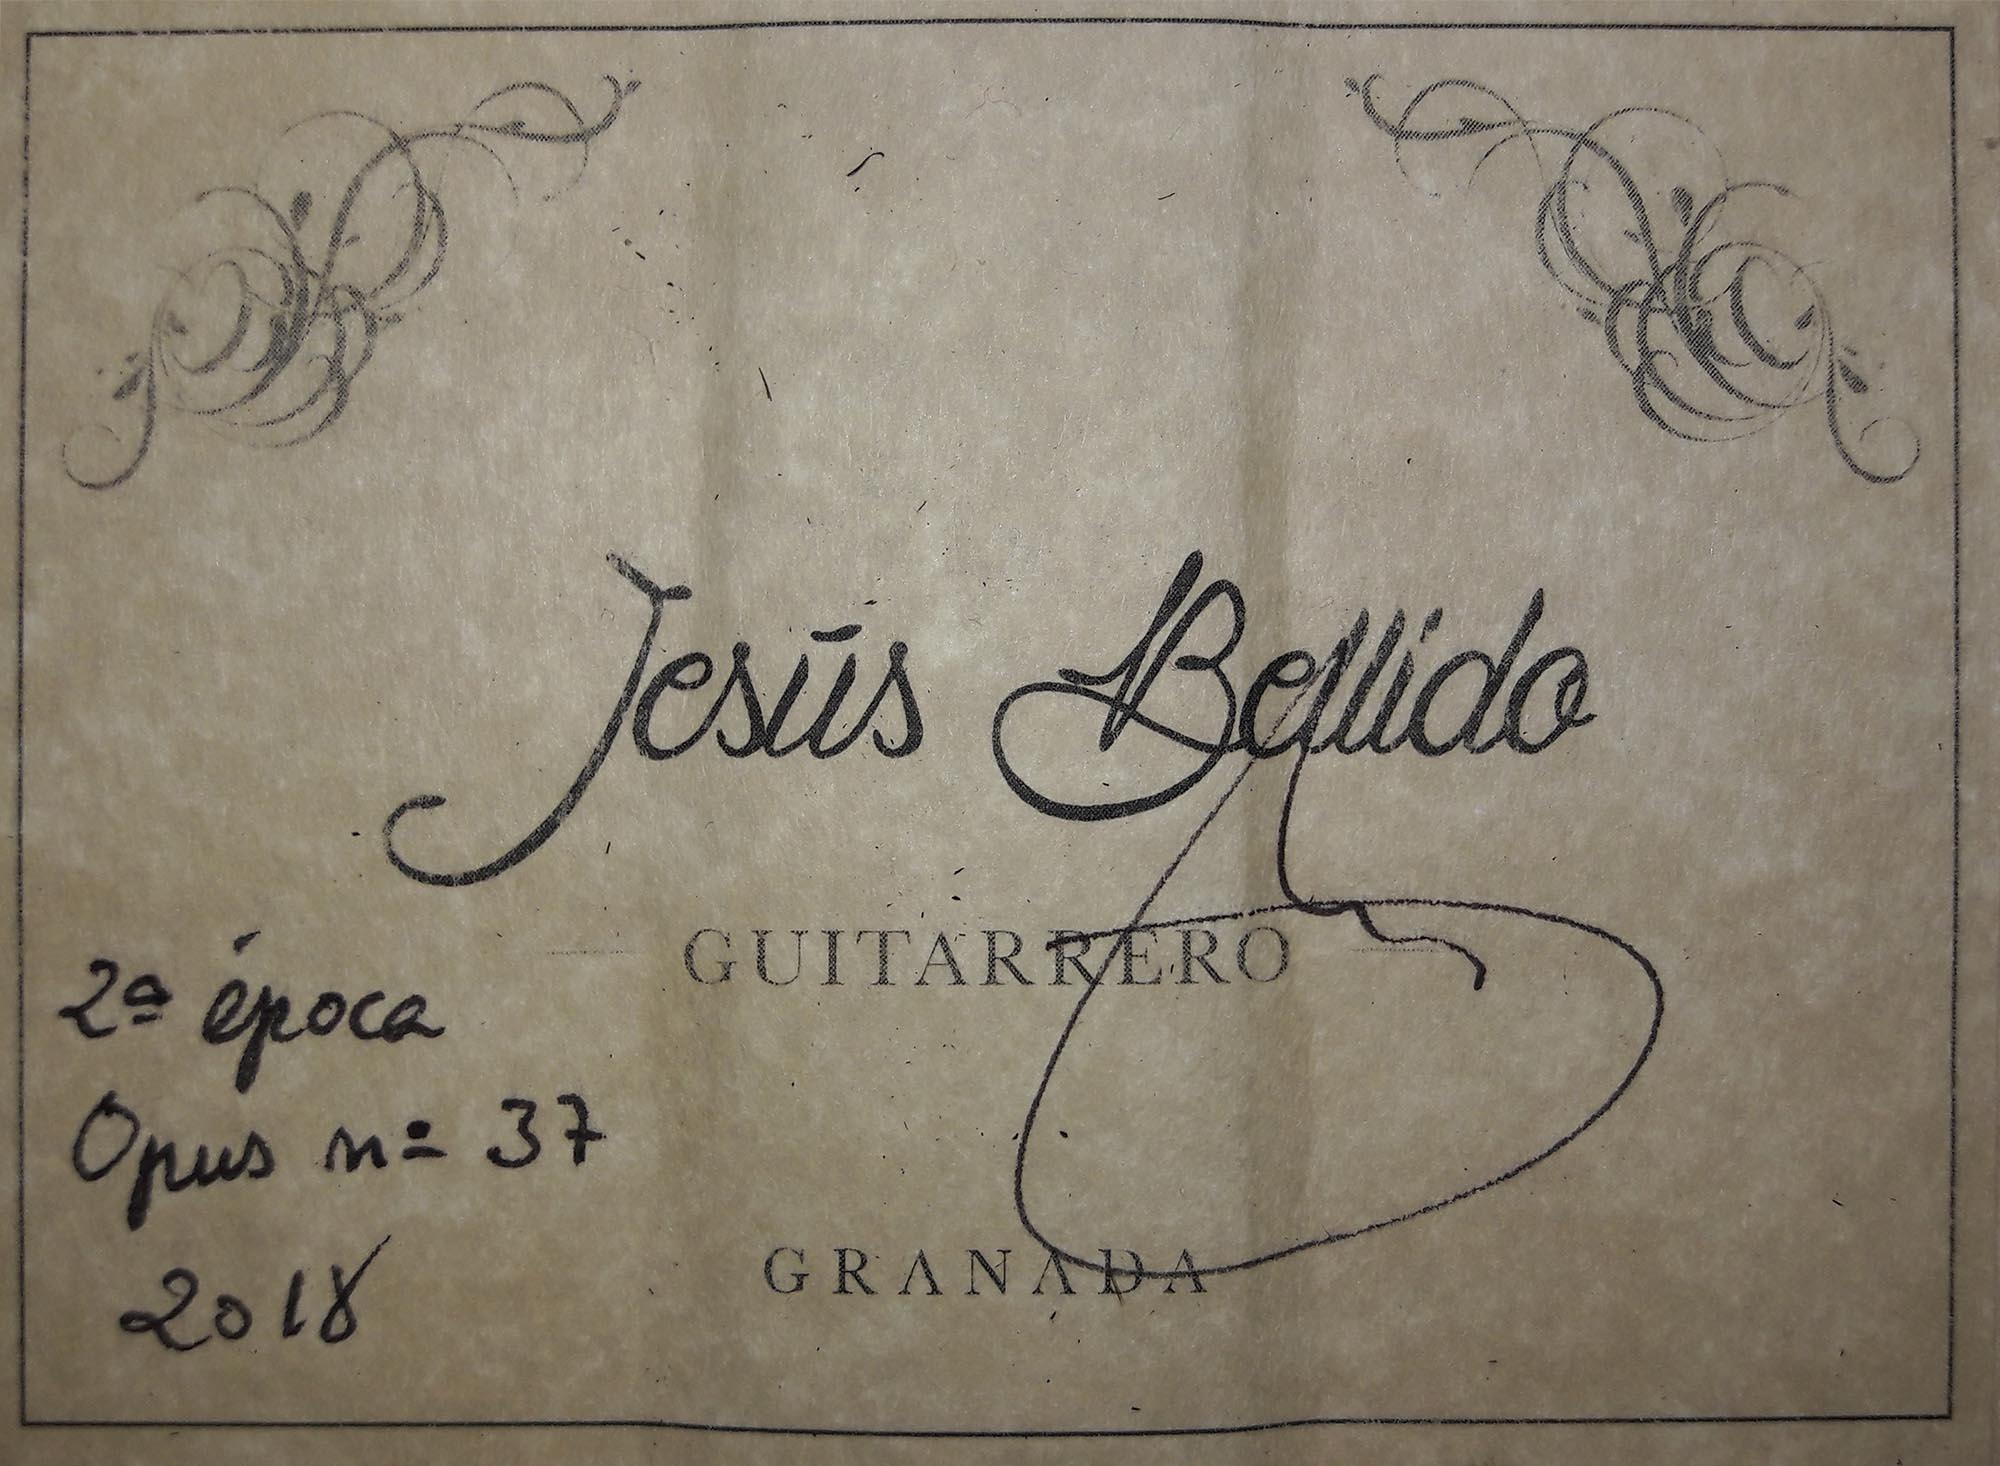 Jesús Bellido
GUITARRERO
2ª época
Opus nº 37
2018
GRANADA